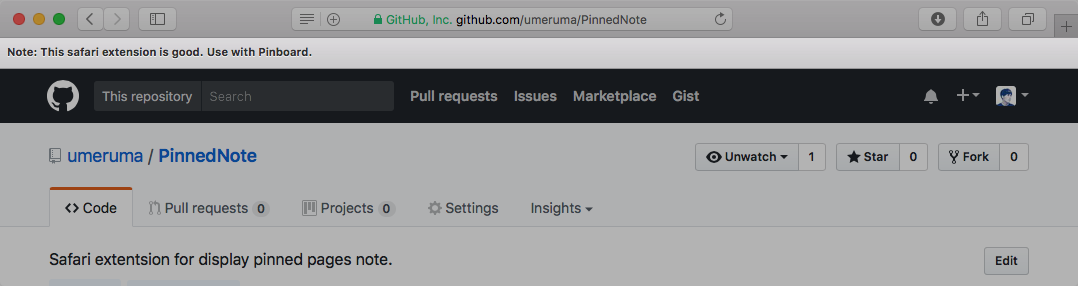 GitHub, Inc. github.com/umeruma/PinnedNote
Note: This safari extension is good. Use with Pinboard.
This repository Search Pull requests Issues Marketplace Gist
umeruma / PinnedNote Unwatch 1 Star 0 Fork 0
Code Pull requests 0 Projects 0 Settings Insights
Safari extentsion for display pinned pages note. Edit